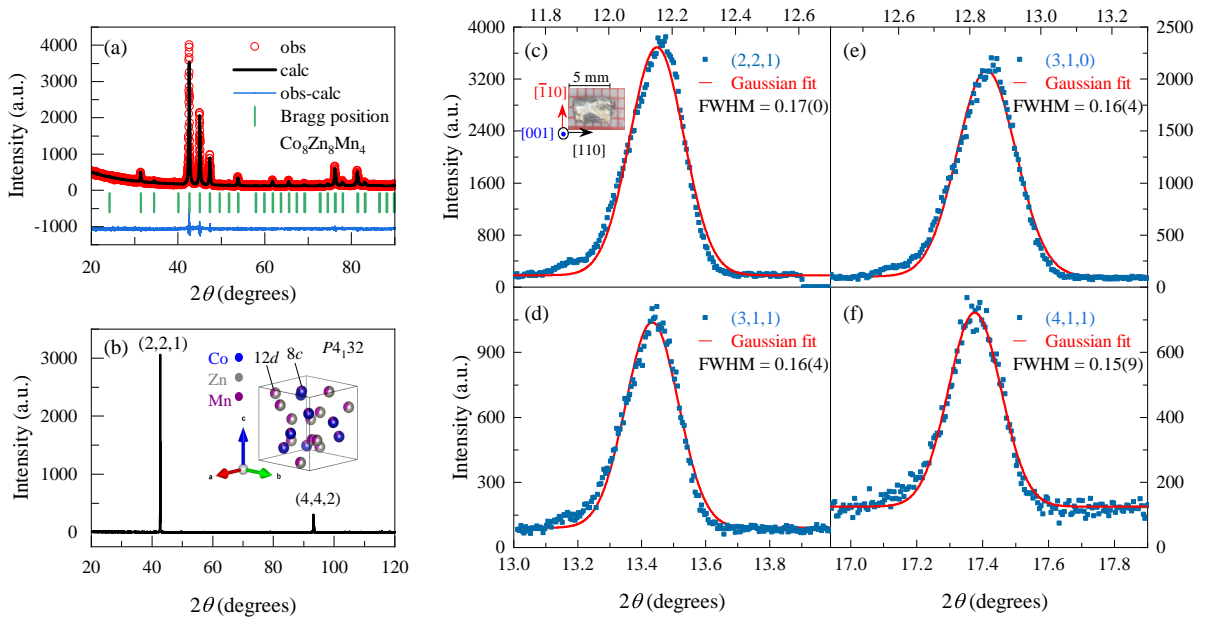 (a)
obs
calc
obs-calc
Bragg position
Co₈Zn₈Mn₄
4000
3000
2000
1000
0
-1000
Intensity (a.u.)
20 40 60 80
2θ (degrees)
(b)
(2,2,1)
Co
Zn
Mn
12d 8c P4₁32
c
a b
(4,4,2)
3000
2000
1000
0
Intensity (a.u.)
20 40 60 80 100 120
2θ (degrees)
11.8 12.0 12.2 12.4 12.6
(c)
(2,2,1)
Gaussian fit
FWHM = 0.17(0)
5 mm
[1̅10]
[001]
[110]
4000
3200
2400
1600
800
0
Intensity (a.u.)
12.6 12.8 13.0 13.2
(e)
(3,1,0)
Gaussian fit
FWHM = 0.16(4)
2500
2000
1500
1000
500
0
Intensity (a.u.)
(d)
(3,1,1)
Gaussian fit
FWHM = 0.16(4)
900
600
300
0
Intensity (a.u.)
13.0 13.2 13.4 13.6 13.8
2θ (degrees)
(f)
(4,1,1)
Gaussian fit
FWHM = 0.15(9)
600
400
200
0
Intensity (a.u.)
17.0 17.2 17.4 17.6 17.8
2θ (degrees)